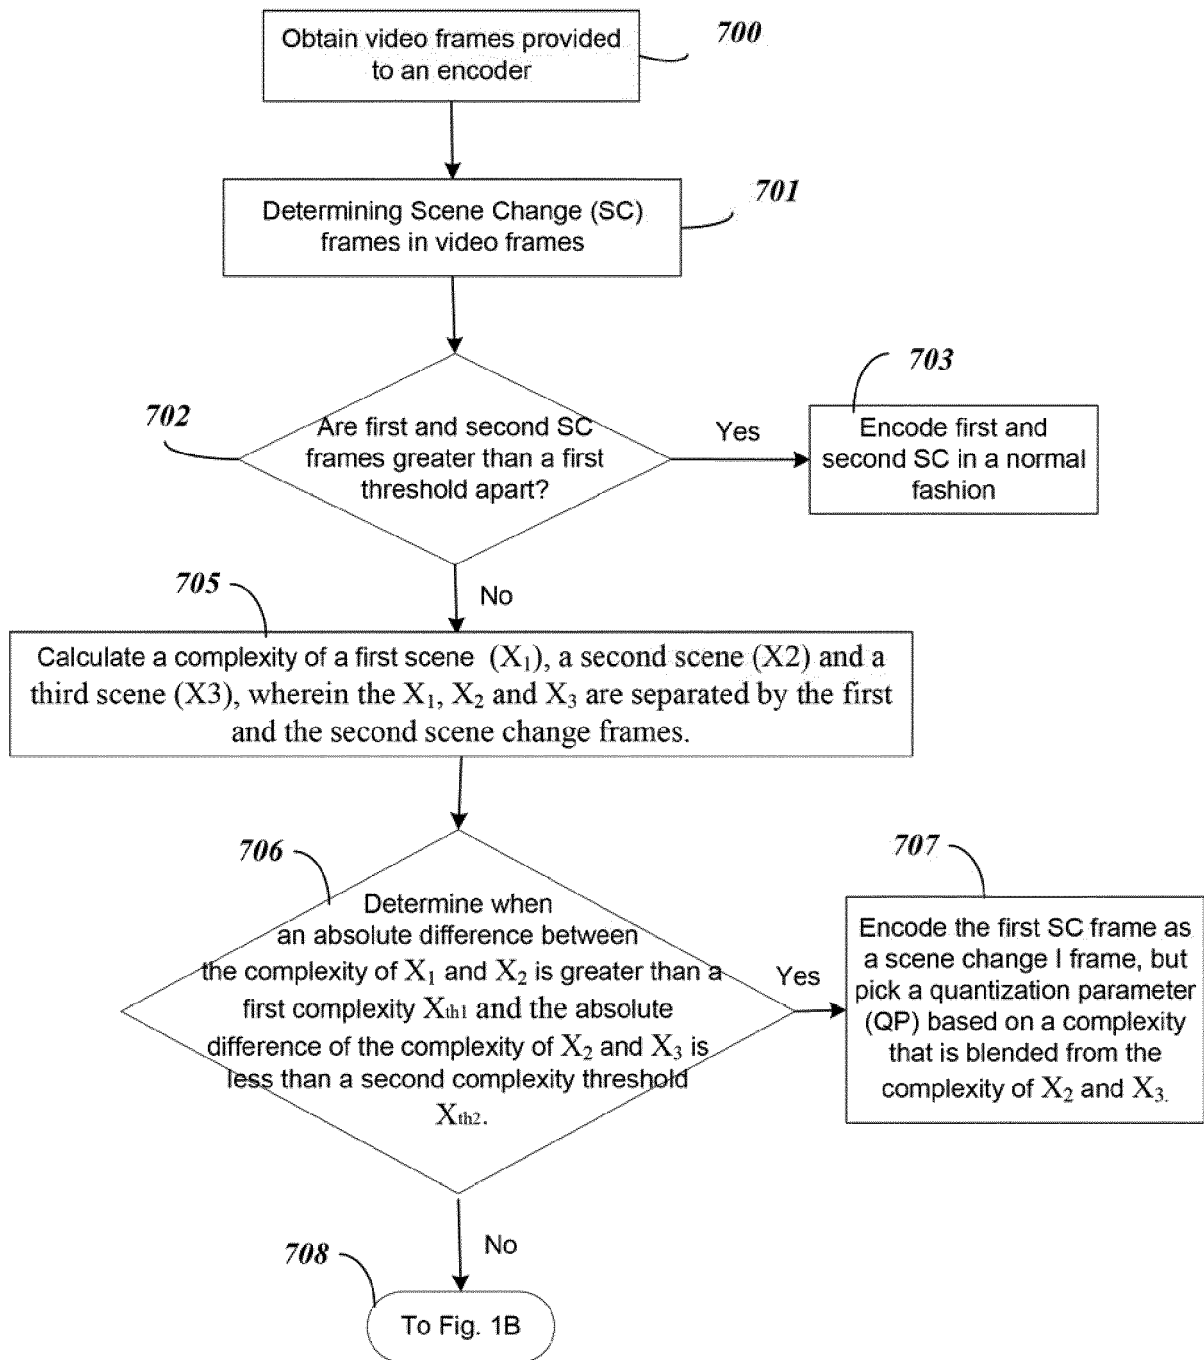 Obtain video frames provided
to an encoder
700
Determining Scene Change (SC)
frames in video frames
701
702
Are first and second SC
frames greater than a first
threshold apart?
Yes
703
Encode first and
second SC in a normal
fashion
No
705
Calculate a complexity of a first scene (X₁), a second scene (X2) and a
third scene (X3), wherein the X₁, X₂ and X₃ are separated by the first
and the second scene change frames.
706
Determine when
an absolute difference between
the complexity of X₁ and X₂ is greater than a
first complexity Xth1 and the absolute
difference of the complexity of X₂ and X₃ is
less than a second complexity threshold
Xth2.
Yes
707
Encode the first SC frame as
a scene change I frame, but
pick a quantization parameter
(QP) based on a complexity
that is blended from the
complexity of X₂ and X₃.
No
708
To Fig. 1B